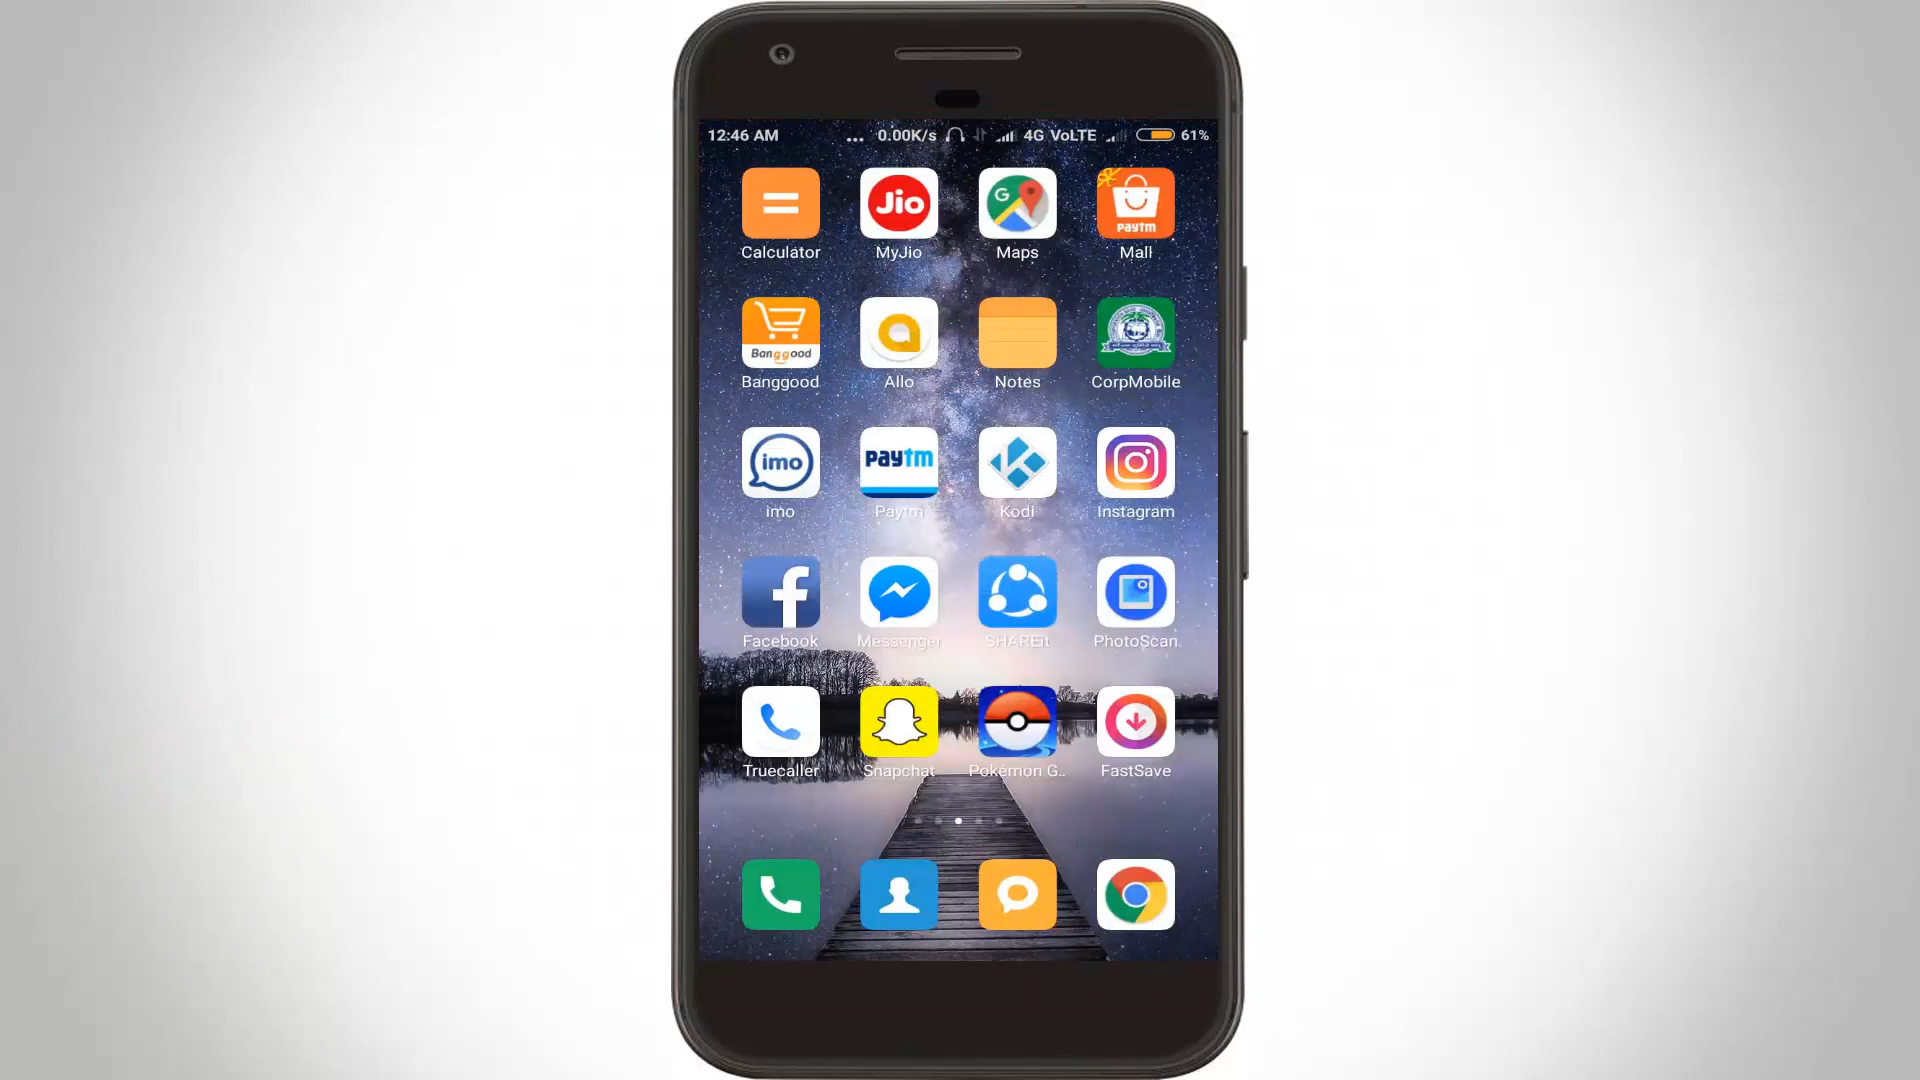 12:46 AM ... 0.00K/s 4G VoLTE 61%
Jio
G
paytm
Calculator MyJio Maps Mall
Banggood
Banggood Allo Notes CorpMobile
imo paytm
imo Paytm Kodi Instagram
Facebook Messenger SHAREit PhotoScan
Truecaller Snapchat Pokémon G.. FastSave